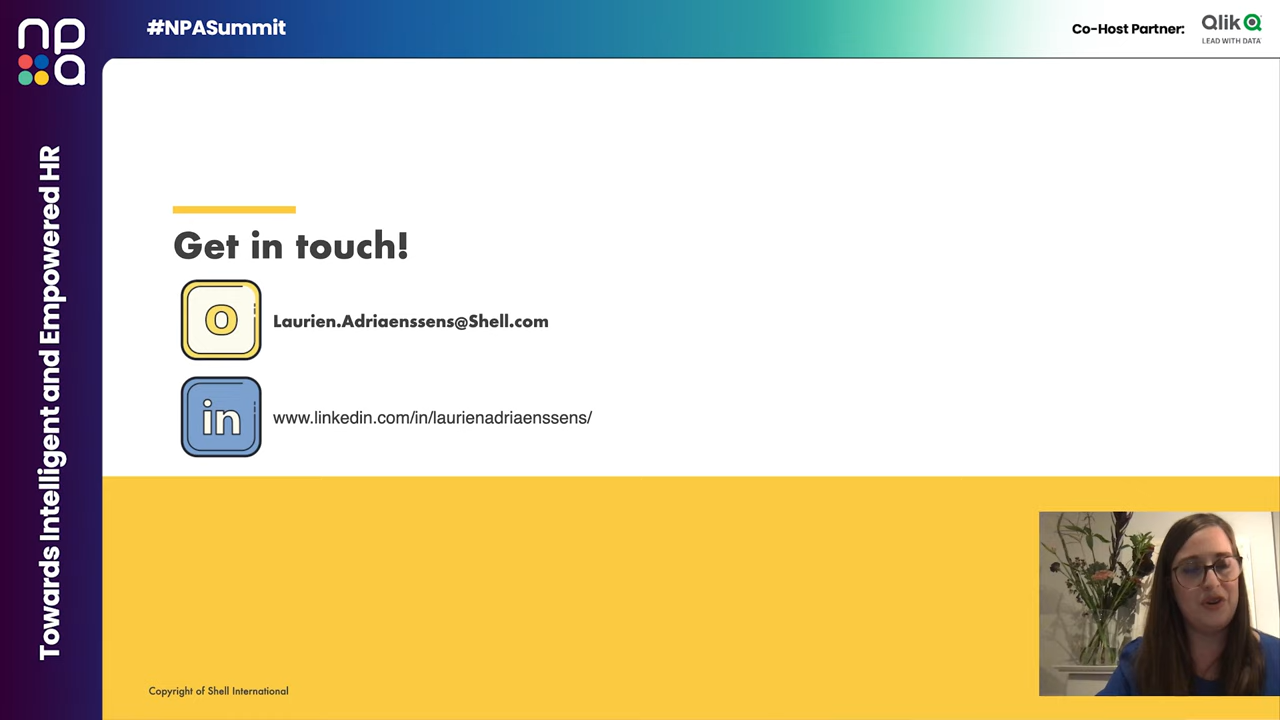 npa
#NPASummit
Co-Host Partner:
Qlik Q
LEAD WITH DATA
Towards Intelligent and Empowered HR
Get in touch!
O
Laurien.Adriaenssens@Shell.com
in
www.linkedin.com/in/laurienadriaenssens/
Copyright of Shell International